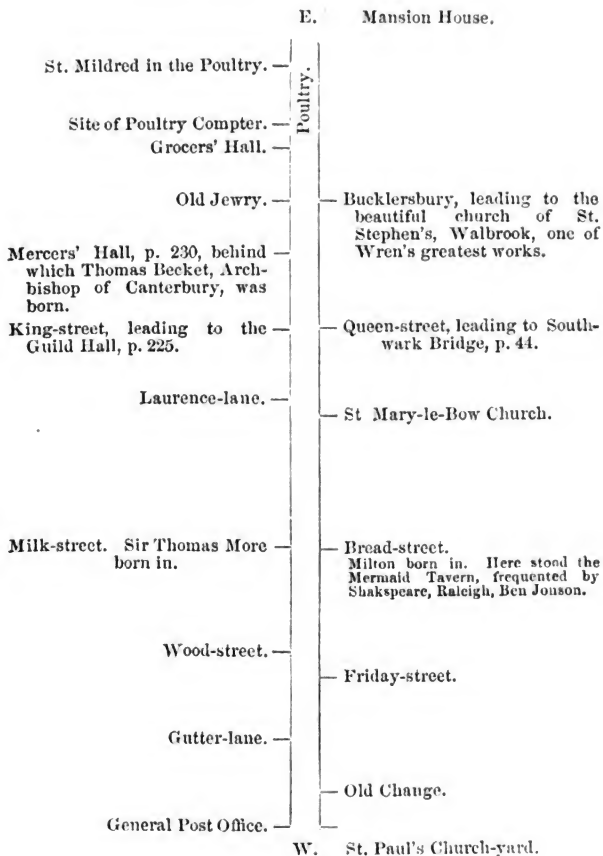 E. Mansion House.
Poultry.
St. Mildred in the Poultry.
Site of Poultry Compter.
Grocers' Hall.
Old Jewry.
Bucklersbury, leading to the
beautiful church of St.
Stephen's, Walbrook, one of
Wren's greatest works.
Mercers' Hall, p. 230, behind
which Thomas Becket, Arch-
bishop of Canterbury, was
born.
King-street, leading to the
Guild Hall, p. 225.
Queen-street, leading to South-
wark Bridge, p. 44.
Laurence-lane.
St Mary-le-Bow Church.
Milk-street. Sir Thomas More
born in.
Bread-street.
Milton born in. Here stood the
Mermaid Tavern, frequented by
Shakspeare, Raleigh, Ben Jonson.
Wood-street.
Friday-street.
Gutter-lane.
Old Change.
General Post Office.
W. St. Paul's Church-yard.